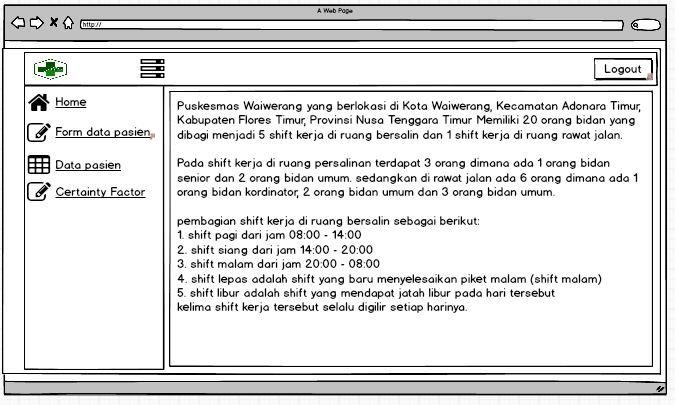 A Web Page
http://
Logout
Home
Form data pasien
Data pasien
Certainty Factor
Puskesmas Waiwerang yang berlokasi di Kota Waiwerang, Kecamatan Adonara Timur,
Kabupaten Flores Timur, Provinsi Nusa Tenggara Timur Memiliki 20 orang bidan yang
dibagi menjadi 5 shift kerja di ruang bersalin dan 1 shift kerja di ruang rawat jalan.
Pada shift kerja di ruang persalinan terdapat 3 orang dimana ada 1 orang bidan
senior dan 2 orang bidan umum. sedangkan di rawat jalan ada 6 orang dimana ada 1
orang bidan kordinator, 2 orang bidan umum dan 3 orang bidan umum.
pembagian shift kerja di ruang bersalin sebagai berikut:
1. shift pagi dari jam 08:00 - 14:00
2. shift siang dari jam 14:00 - 20:00
3. shift malam dari jam 20:00 - 08:00
4. shift lepas adalah shift yang baru menyelesaikan piket malam (shift malam)
5. shift libur adalah shift yang mendapat jatah libur pada hari tersebut
kelima shift kerja tersebut selalu digilir setiap harinya.